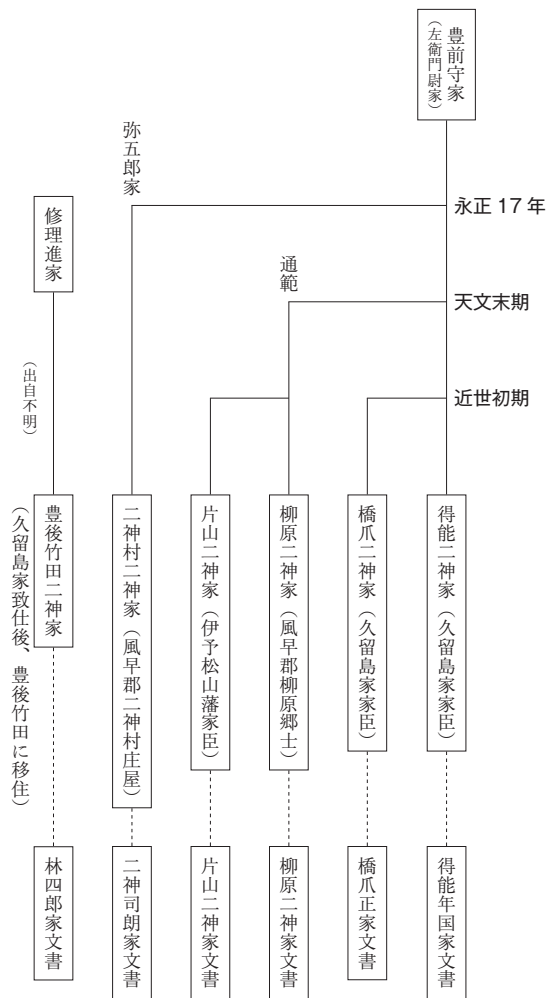 豊前守家
（左衛門尉家）
永正 17 年
弥五郎家
修理進家
通範
天文末期
（出自不明）
近世初期
得能二神家（久留島家家臣）
橋爪二神家（久留島家家臣）
柳原二神家（風早郡柳原郷士）
片山二神家（伊予松山藩家臣）
二神村二神家（風早郡二神村庄屋）
豊後竹田二神家
（久留島家致仕後、豊後竹田に移住）
得能年国家文書
橋爪正家文書
柳原二神家文書
片山二神家文書
二神司朗家文書
林四郎家文書